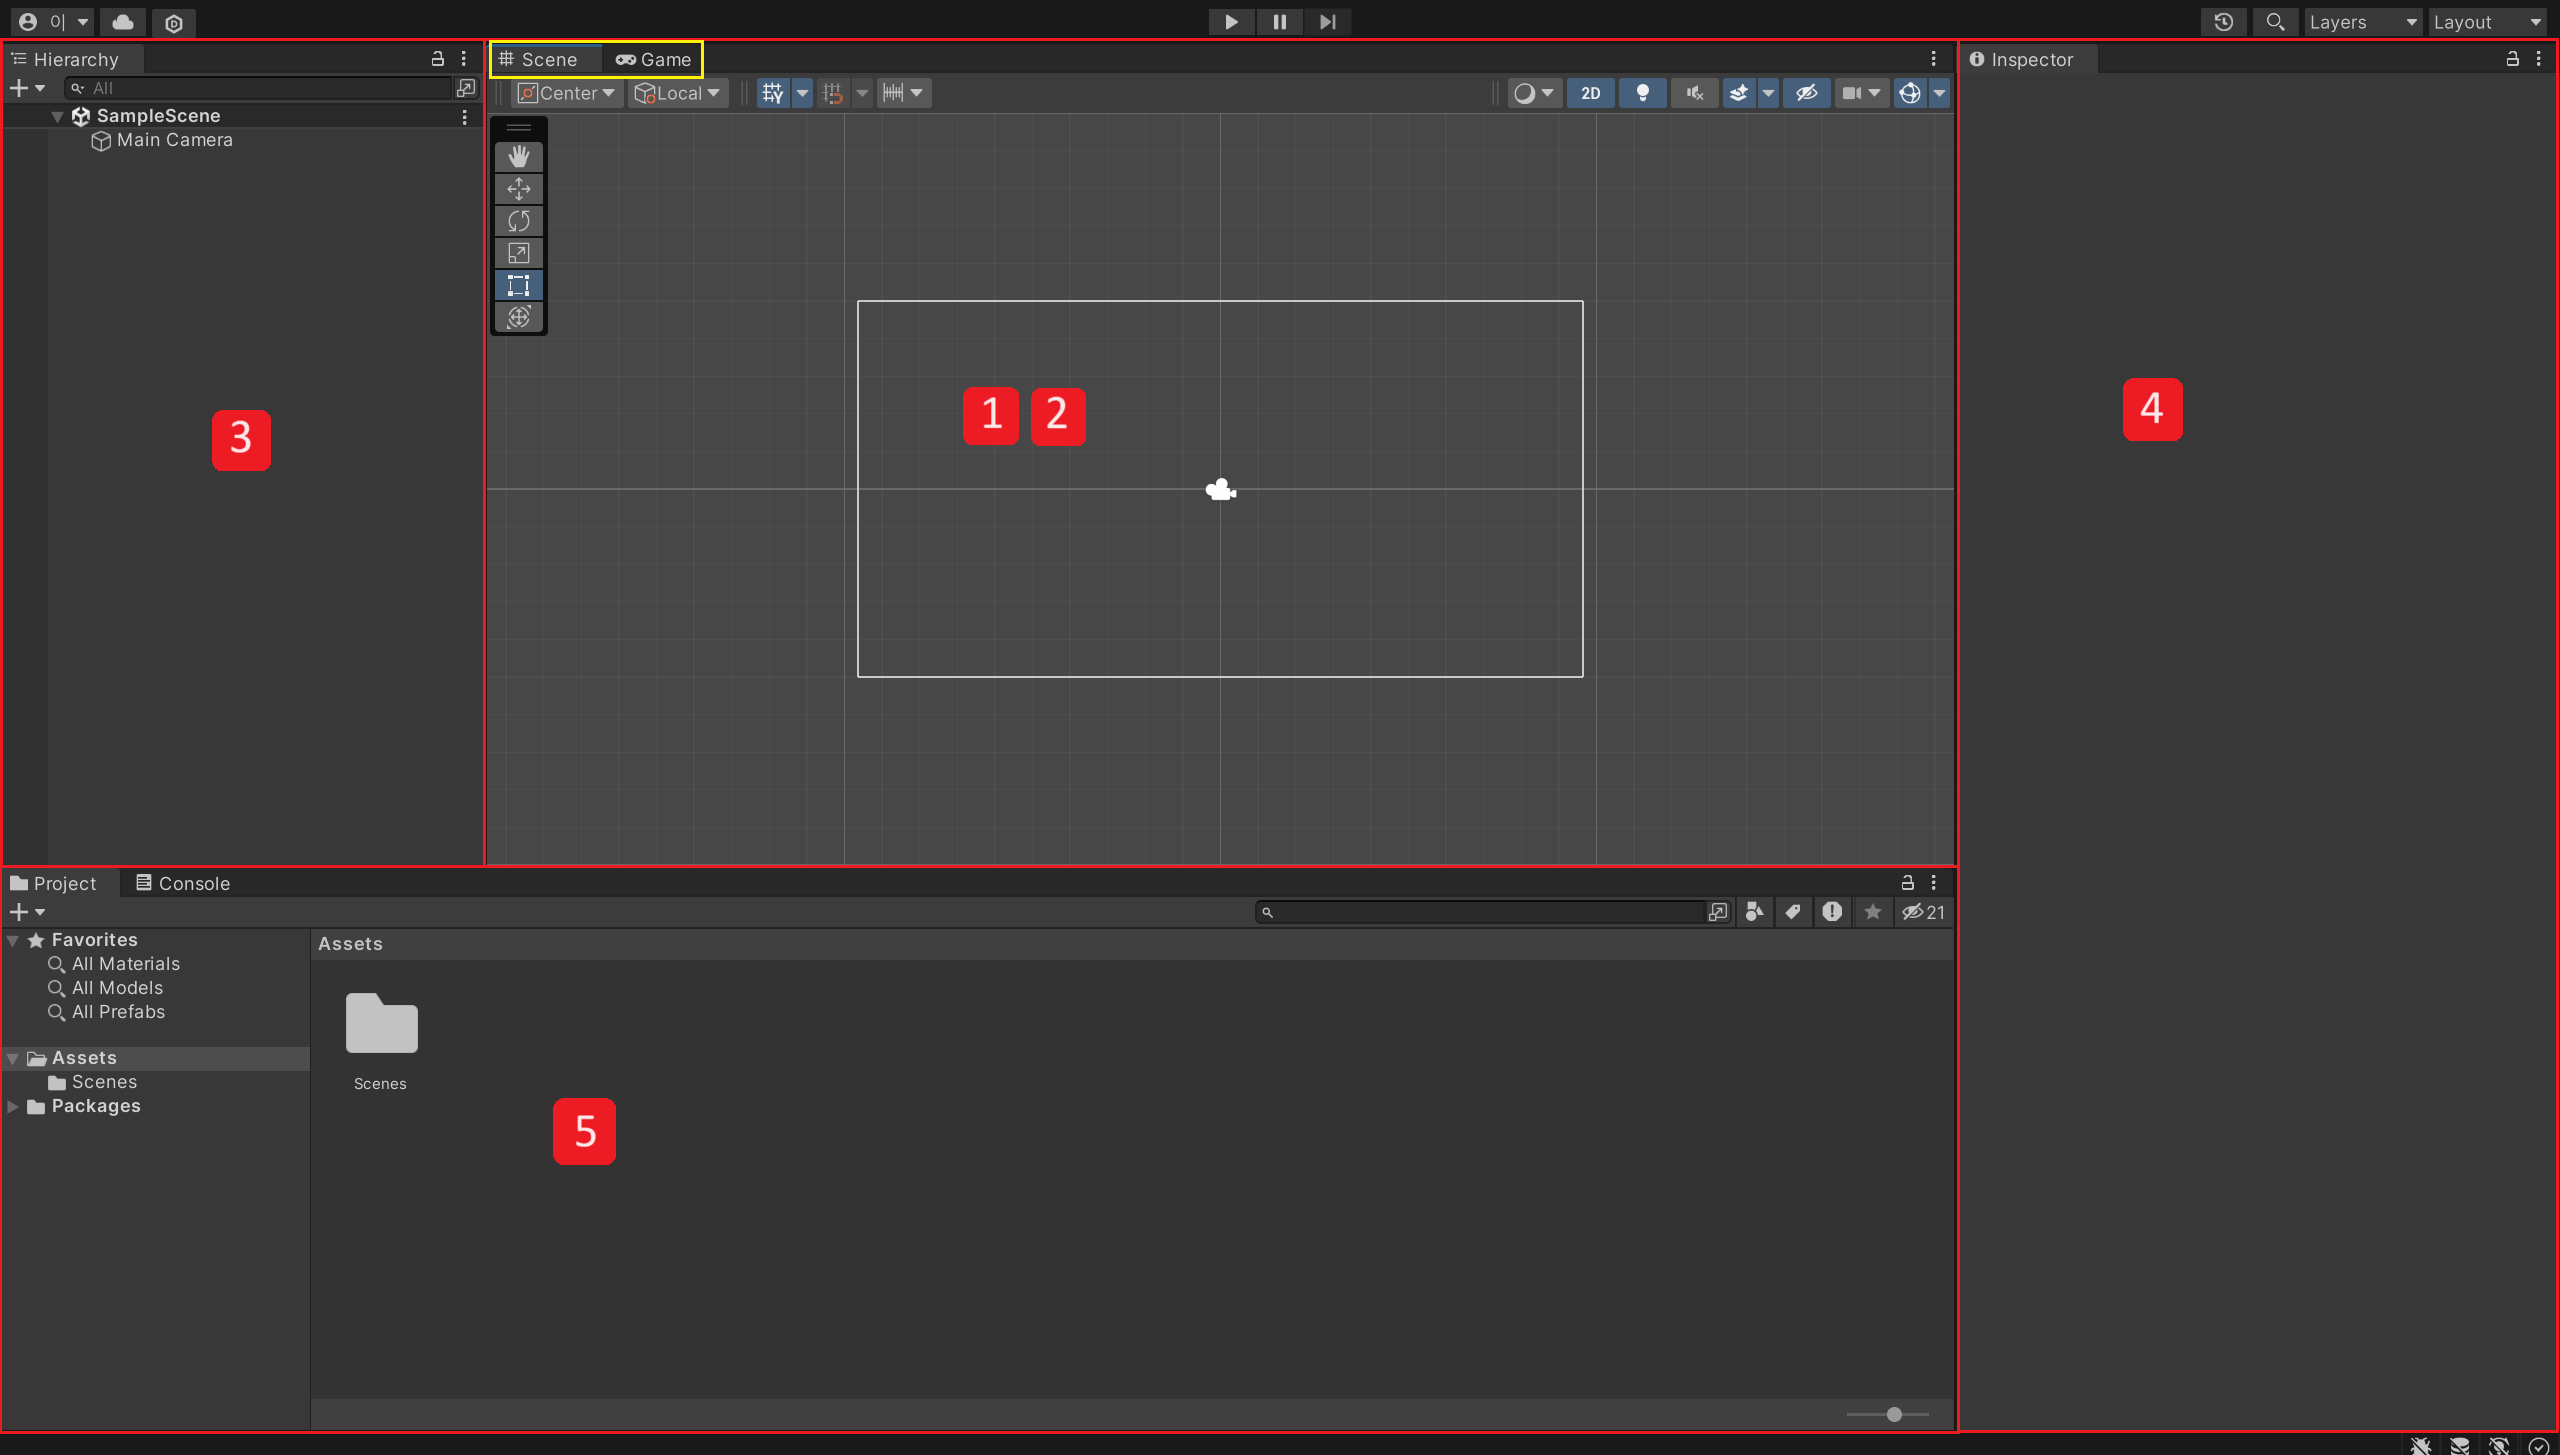 이
Layers
Layout
Hierarchy
Scene
Game
Inspector
All
Center
Local
2D
SampleScene
Main Camera
1 2
3
4
Project
Console
21
Favorites
All Materials
All Models
All Prefabs
Assets
Scenes
Packages
Assets
Scenes
5